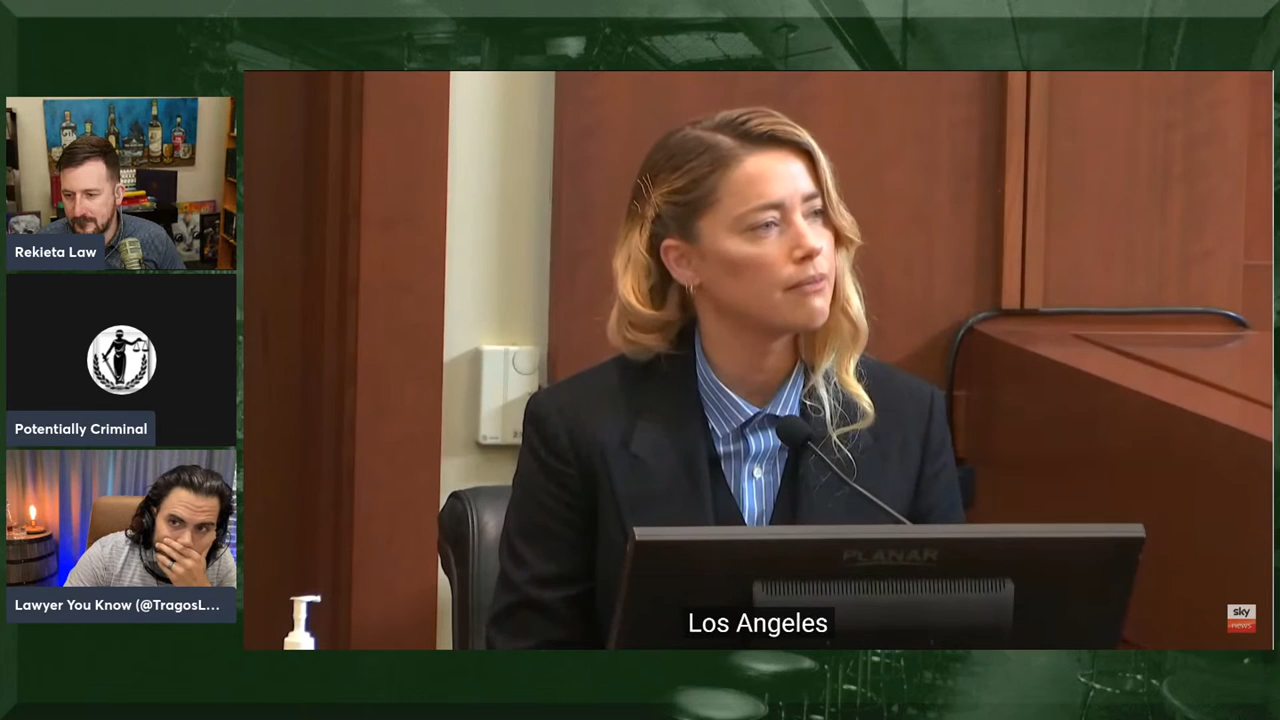 Rekieta Law
Potentially Criminal
Lawyer You Know (@TragosL...
PLANAR
Los Angeles
sky
news